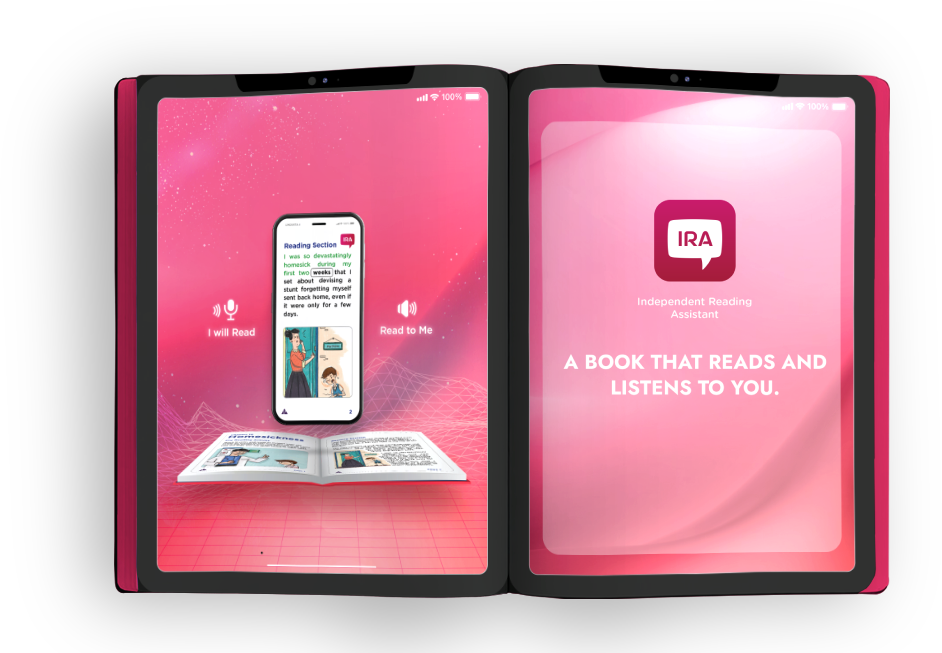 100%
Reading Section
IRA
I was so devastatingly
homesick during my
first two weeks that I
set about devising a
stunt forgetting myself
sent back home, even if
it were only for a few
days.
2
I will Read
Read to Me
Homesickness
100%
IRA
Independent Reading
Assistant
A BOOK THAT READS AND
LISTENS TO YOU.